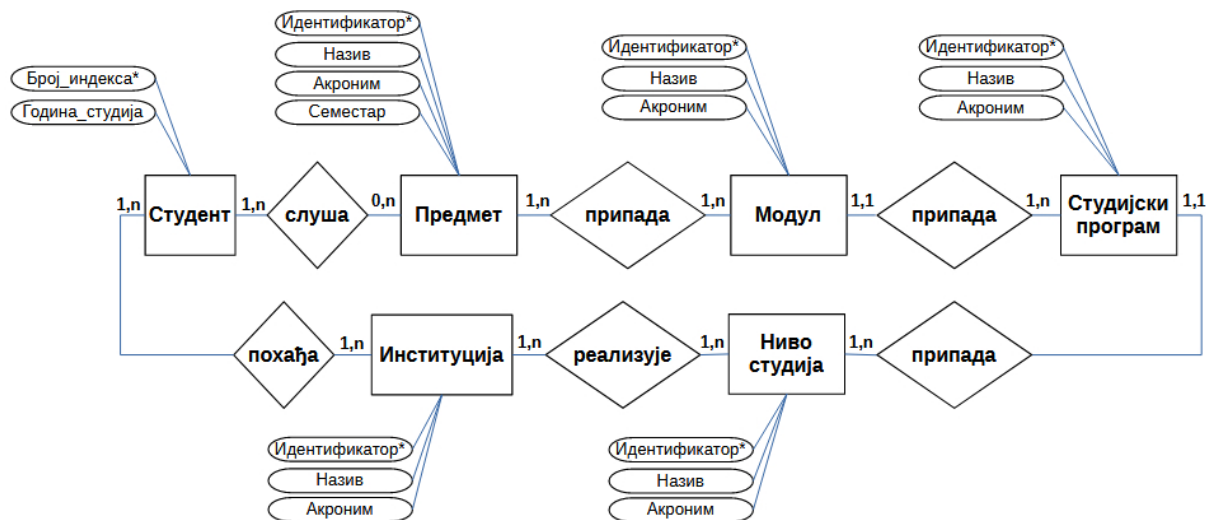 Идентификатор*
Назив
Акроним
Семестар
Број_индекса*
Година_студија
Идентификатор*
Назив
Акроним
Идентификатор*
Назив
Акроним
1,n
Студент
1,n
слуша
0,n
Предмет
1,n
припада
1,n
Модул
1,1
припада
1,n
Студијски
програм
1,1
похађа
1,n
Институција
1,n
реализује
1,n
Ниво
студија
1,n
припада
Идентификатор*
Назив
Акроним
Идентификатор*
Назив
Акроним